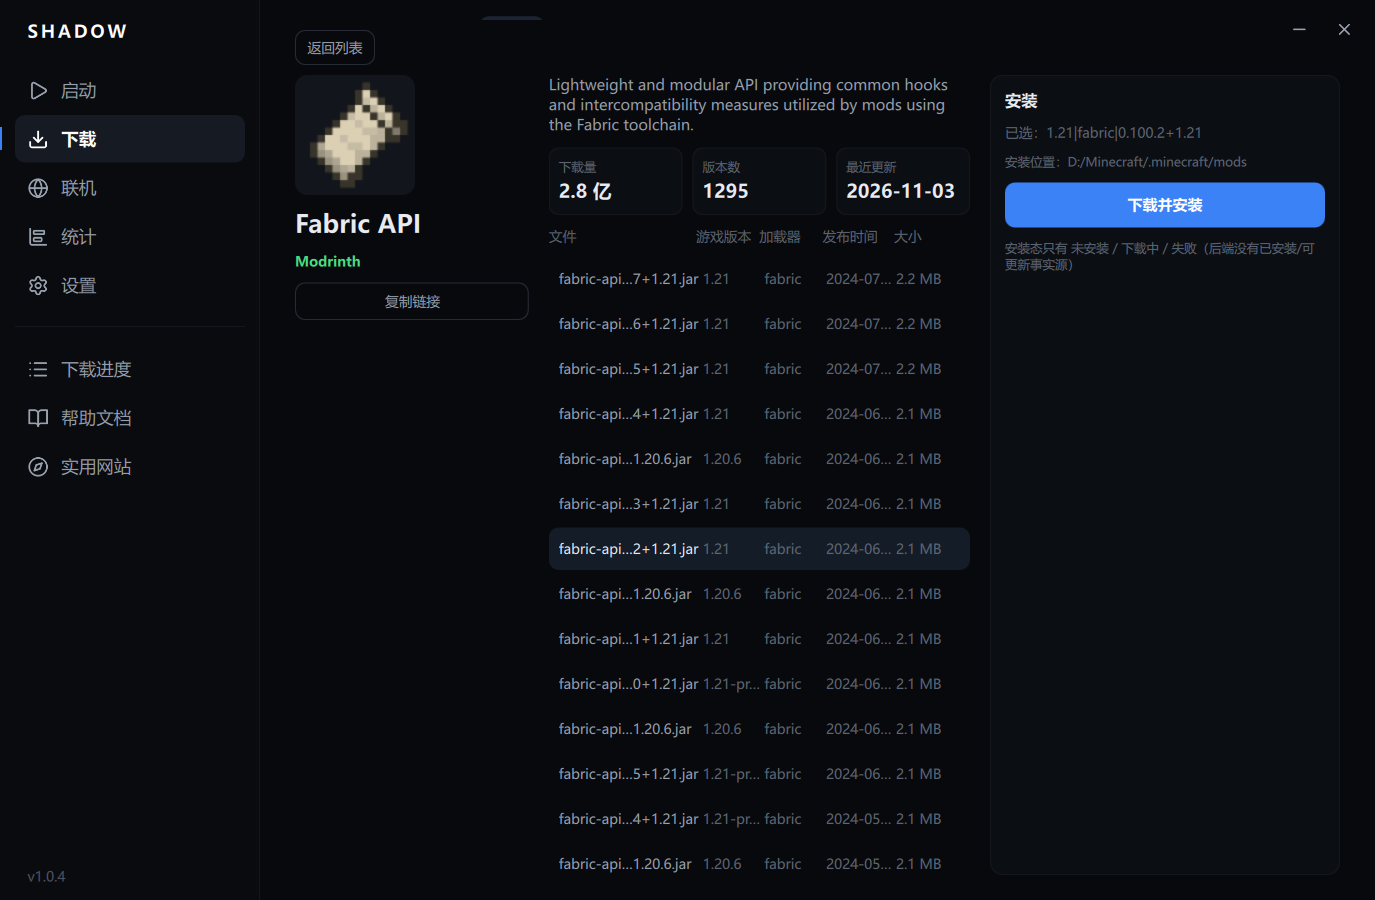 SHADOW
启动
下载
联机
统计
设置
下载进度
帮助文档
实用网站
v1.0.4
返回列表
Fabric API
Modrinth
复制链接
Lightweight and modular API providing common hooks
and intercompatibility measures utilized by mods using
the Fabric toolchain.
下载量 版本数 最近更新
2.8 亿 1295 2026-11-03
文件 游戏版本 加载器 发布时间 大小
fabric-api...7+1.21.jar 1.21 fabric 2024-07... 2.2 MB
fabric-api...6+1.21.jar 1.21 fabric 2024-07... 2.2 MB
fabric-api...5+1.21.jar 1.21 fabric 2024-07... 2.2 MB
fabric-api...4+1.21.jar 1.21 fabric 2024-06... 2.1 MB
fabric-api...1.20.6.jar 1.20.6 fabric 2024-06... 2.1 MB
fabric-api...3+1.21.jar 1.21 fabric 2024-06... 2.1 MB
fabric-api...2+1.21.jar 1.21 fabric 2024-06... 2.1 MB
fabric-api...1.20.6.jar 1.20.6 fabric 2024-06... 2.1 MB
fabric-api...1+1.21.jar 1.21 fabric 2024-06... 2.1 MB
fabric-api...0+1.21.jar 1.21-pr... fabric 2024-06... 2.1 MB
fabric-api...1.20.6.jar 1.20.6 fabric 2024-06... 2.1 MB
fabric-api...5+1.21.jar 1.21-pr... fabric 2024-06... 2.1 MB
fabric-api...4+1.21.jar 1.21-pr... fabric 2024-05... 2.1 MB
fabric-api...1.20.6.jar 1.20.6 fabric 2024-05... 2.1 MB
安装
已选：1.21|fabric|0.100.2+1.21
安装位置：D:/Minecraft/.minecraft/mods
下载并安装
安装态只有 未安装 / 下载中 / 失败（后端没有已安装/可
更新事实源）